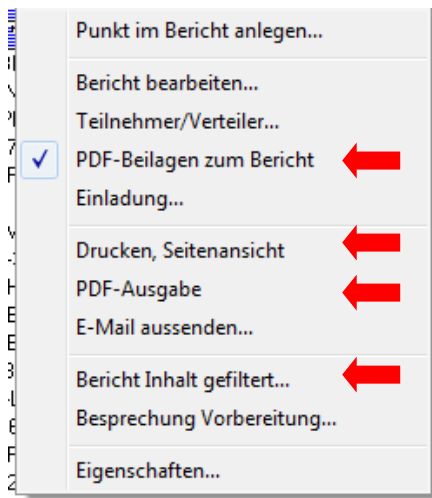 Punkt im Bericht anlegen...
Bericht bearbeiten...
Teilnehmer/Verteiler...
PDF-Beilagen zum Bericht
Einladung...
Drucken, Seitenansicht
PDF-Ausgabe
E-Mail aussenden...
Bericht Inhalt gefiltert...
Besprechung Vorbereitung...
Eigenschaften...